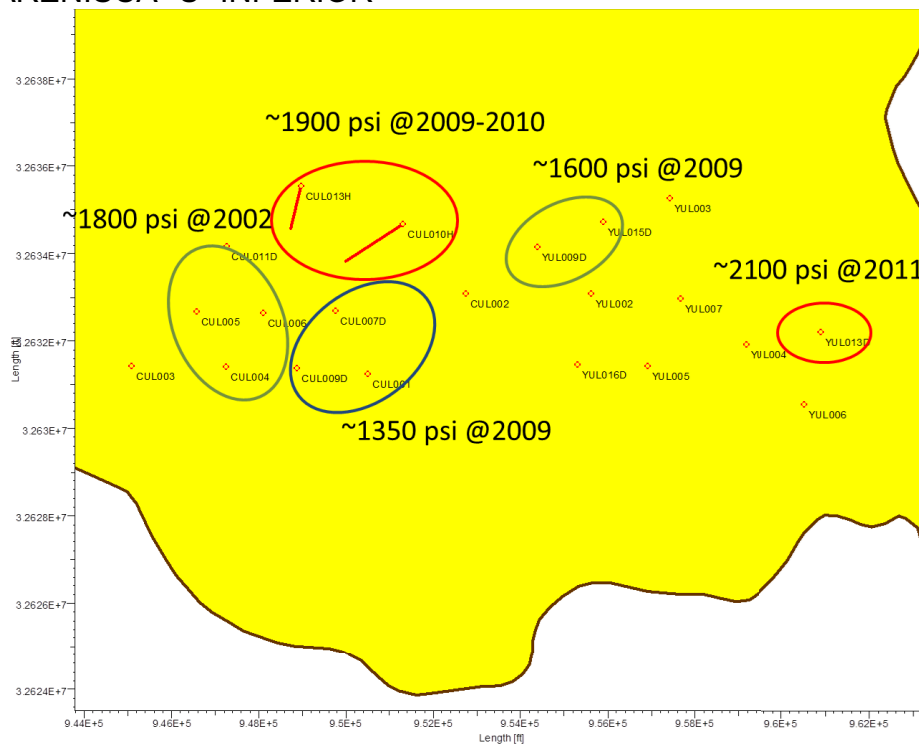 ARENISCA "U" INFERIOR
3.2638E+7
~1900 psi @2009-2010
3.2636E+7
~1600 psi @2009
CUL013H
YUL003
~1800 psi @2002
CUL010H
YUL015D
3.2634E+7
CUL011D
YUL009D
~2100 psi @2011
CUL002
YUL002
YUL007
CUL005
CUL006
CUL007D
YUL013D
3.2632E+7
YUL004
CUL003
CUL004
CUL009D
CUL001
YUL016D
YUL005
YUL006
3.263E+7
~1350 psi @2009
Length [ft]
3.2628E+7
3.2626E+7
3.2624E+7
9.44E+5 9.46E+5 9.48E+5 9.5E+5 9.52E+5 9.54E+5 9.56E+5 9.58E+5 9.6E+5 9.62E+5
Length [ft]